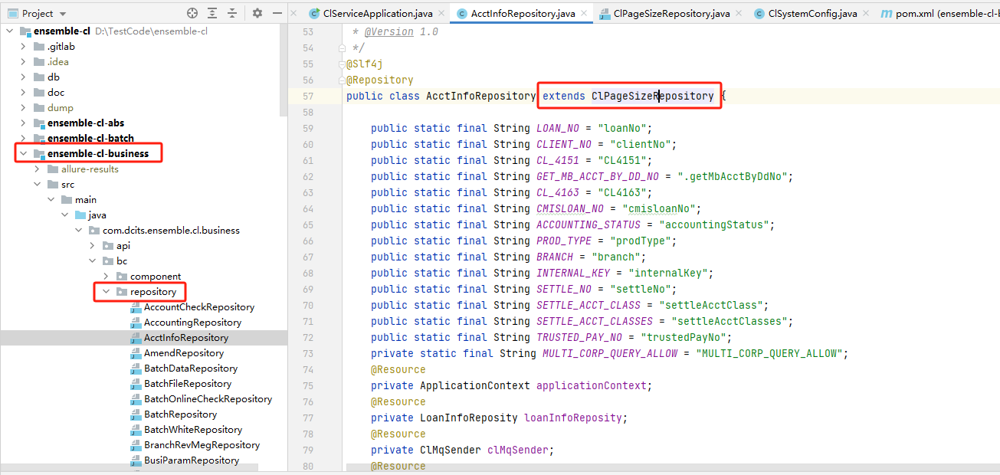 Project
ClServiceApplication.java
AcctInfoRepository.java
ClPageSizeRepository.java
ClSystemConfig.java
pom.xml (ensemble-cl-b
ensemble-cl D:\TestCode\ensemble-cl
.gitlab
.idea
db
doc
dump
ensemble-cl-abs
ensemble-cl-batch
ensemble-cl-business
allure-results
src
main
java
com.dcits.ensemble.cl.business
api
bc
component
repository
AccountCheckRepository
AccountingRepository
AcctInfoRepository
AmendRepository
BatchDataRepository
BatchFileRepository
BatchOnlineCheckRepository
BatchRepository
BatchWhiteRepository
BranchRevMegRepository
BusiParamRepository
53 * @Version 1.0
54 */
55 @Slf4j
56 @Repository
57 public class AcctInfoRepository extends ClPageSizeRepository {
58
59 public static final String LOAN_NO = "loanNo";
60 public static final String CLIENT_NO = "clientNo";
61 public static final String CL_4151 = "CL4151";
62 public static final String GET_MB_ACCT_BY_DD_NO = ".getMbAcctByDdNo";
63 public static final String CL_4163 = "CL4163";
64 public static final String CMISLOAN_NO = "cmisloanNo";
65 public static final String ACCOUNTING_STATUS = "accountingStatus";
66 public static final String PROD_TYPE = "prodType";
67 public static final String BRANCH = "branch";
68 public static final String INTERNAL_KEY = "internalKey";
69 public static final String SETTLE_NO = "settleNo";
70 public static final String SETTLE_ACCT_CLASS = "settleAcctClass";
71 public static final String SETTLE_ACCT_CLASSES = "settleAcctClasses";
72 public static final String TRUSTED_PAY_NO = "trustedPayNo";
73 private static final String MULTI_CORP_QUERY_ALLOW = "MULTI_CORP_QUERY_ALLOW";
74 @Resource
75 private ApplicationContext applicationContext;
76 @Resource
77 private LoanInfoReposity loanInfoReposity;
78 @Resource
79 private ClMqSender clMqSender;
80 @Resource